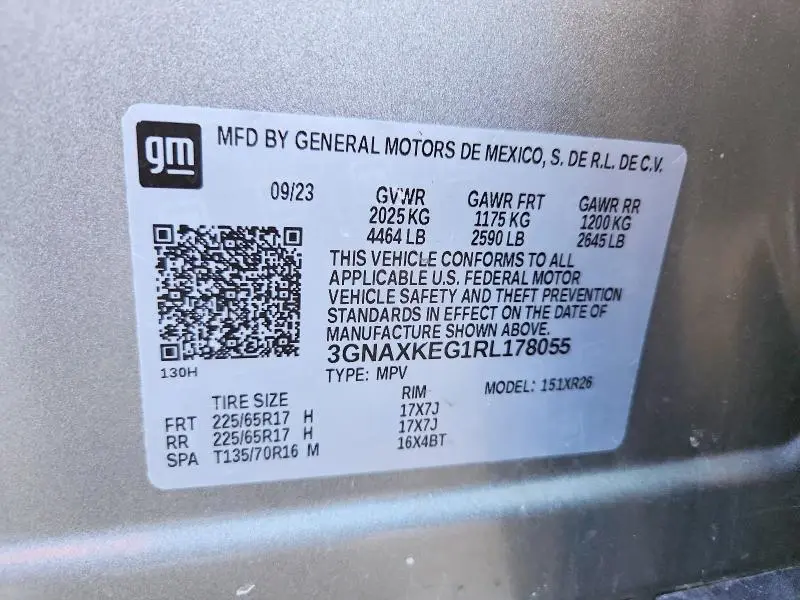 gm
MFD BY GENERAL MOTORS DE MEXICO, S. DE R.L. DE C.V.
09/23 GVWR GAWR FRT GAWR RR
2025 KG 1175 KG 1200 KG
4464 LB 2590 LB 2645 LB
THIS VEHICLE CONFORMS TO ALL
APPLICABLE U.S. FEDERAL MOTOR
VEHICLE SAFETY AND THEFT PREVENTION
STANDARDS IN EFFECT ON THE DATE OF
MANUFACTURE SHOWN ABOVE.
3GNAXKEG1RL178055
130H
TYPE: MPV MODEL: 151XR26
TIRE SIZE RIM
FRT 225/65R17 H 17X7J
RR 225/65R17 H 17X7J
SPA T135/70R16 M 16X4BT